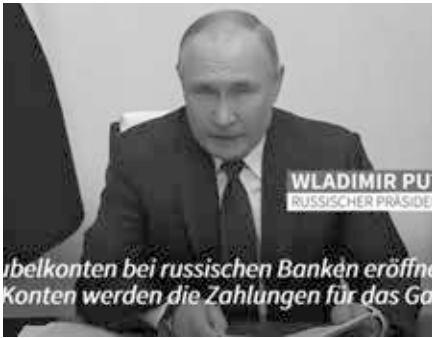 WLADIMIR PU
RUSSISCHER PRÄSIDE
ubelkonten bei russischen Banken eröffne
Konten werden die Zahlungen für das Ga